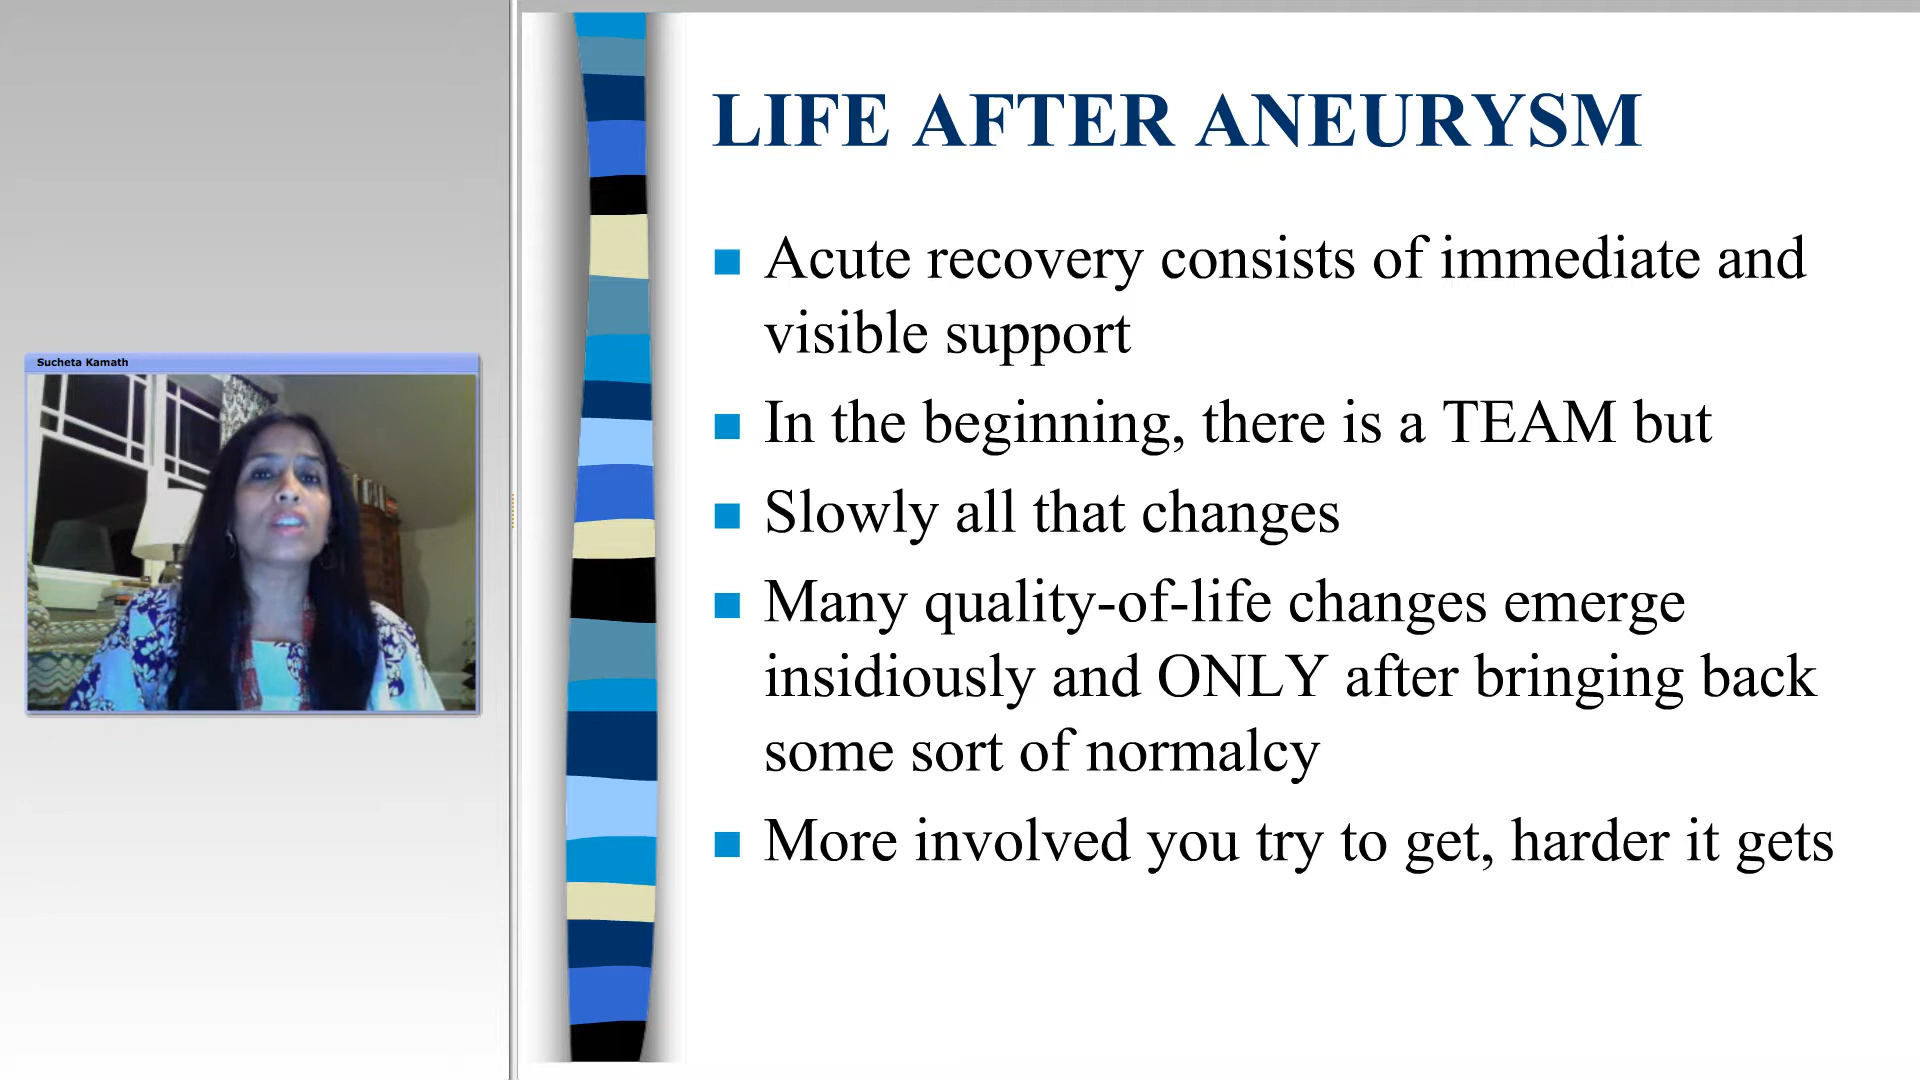 Sucheta Kamath
LIFE AFTER ANEURYSM
Acute recovery consists of immediate and
visible support
In the beginning, there is a TEAM but
Slowly all that changes
Many quality-of-life changes emerge
insidiously and ONLY after bringing back
some sort of normalcy
More involved you try to get, harder it gets